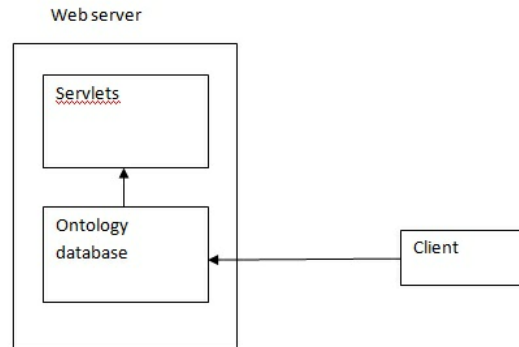 Web server
Servlets
Ontology
database
Client